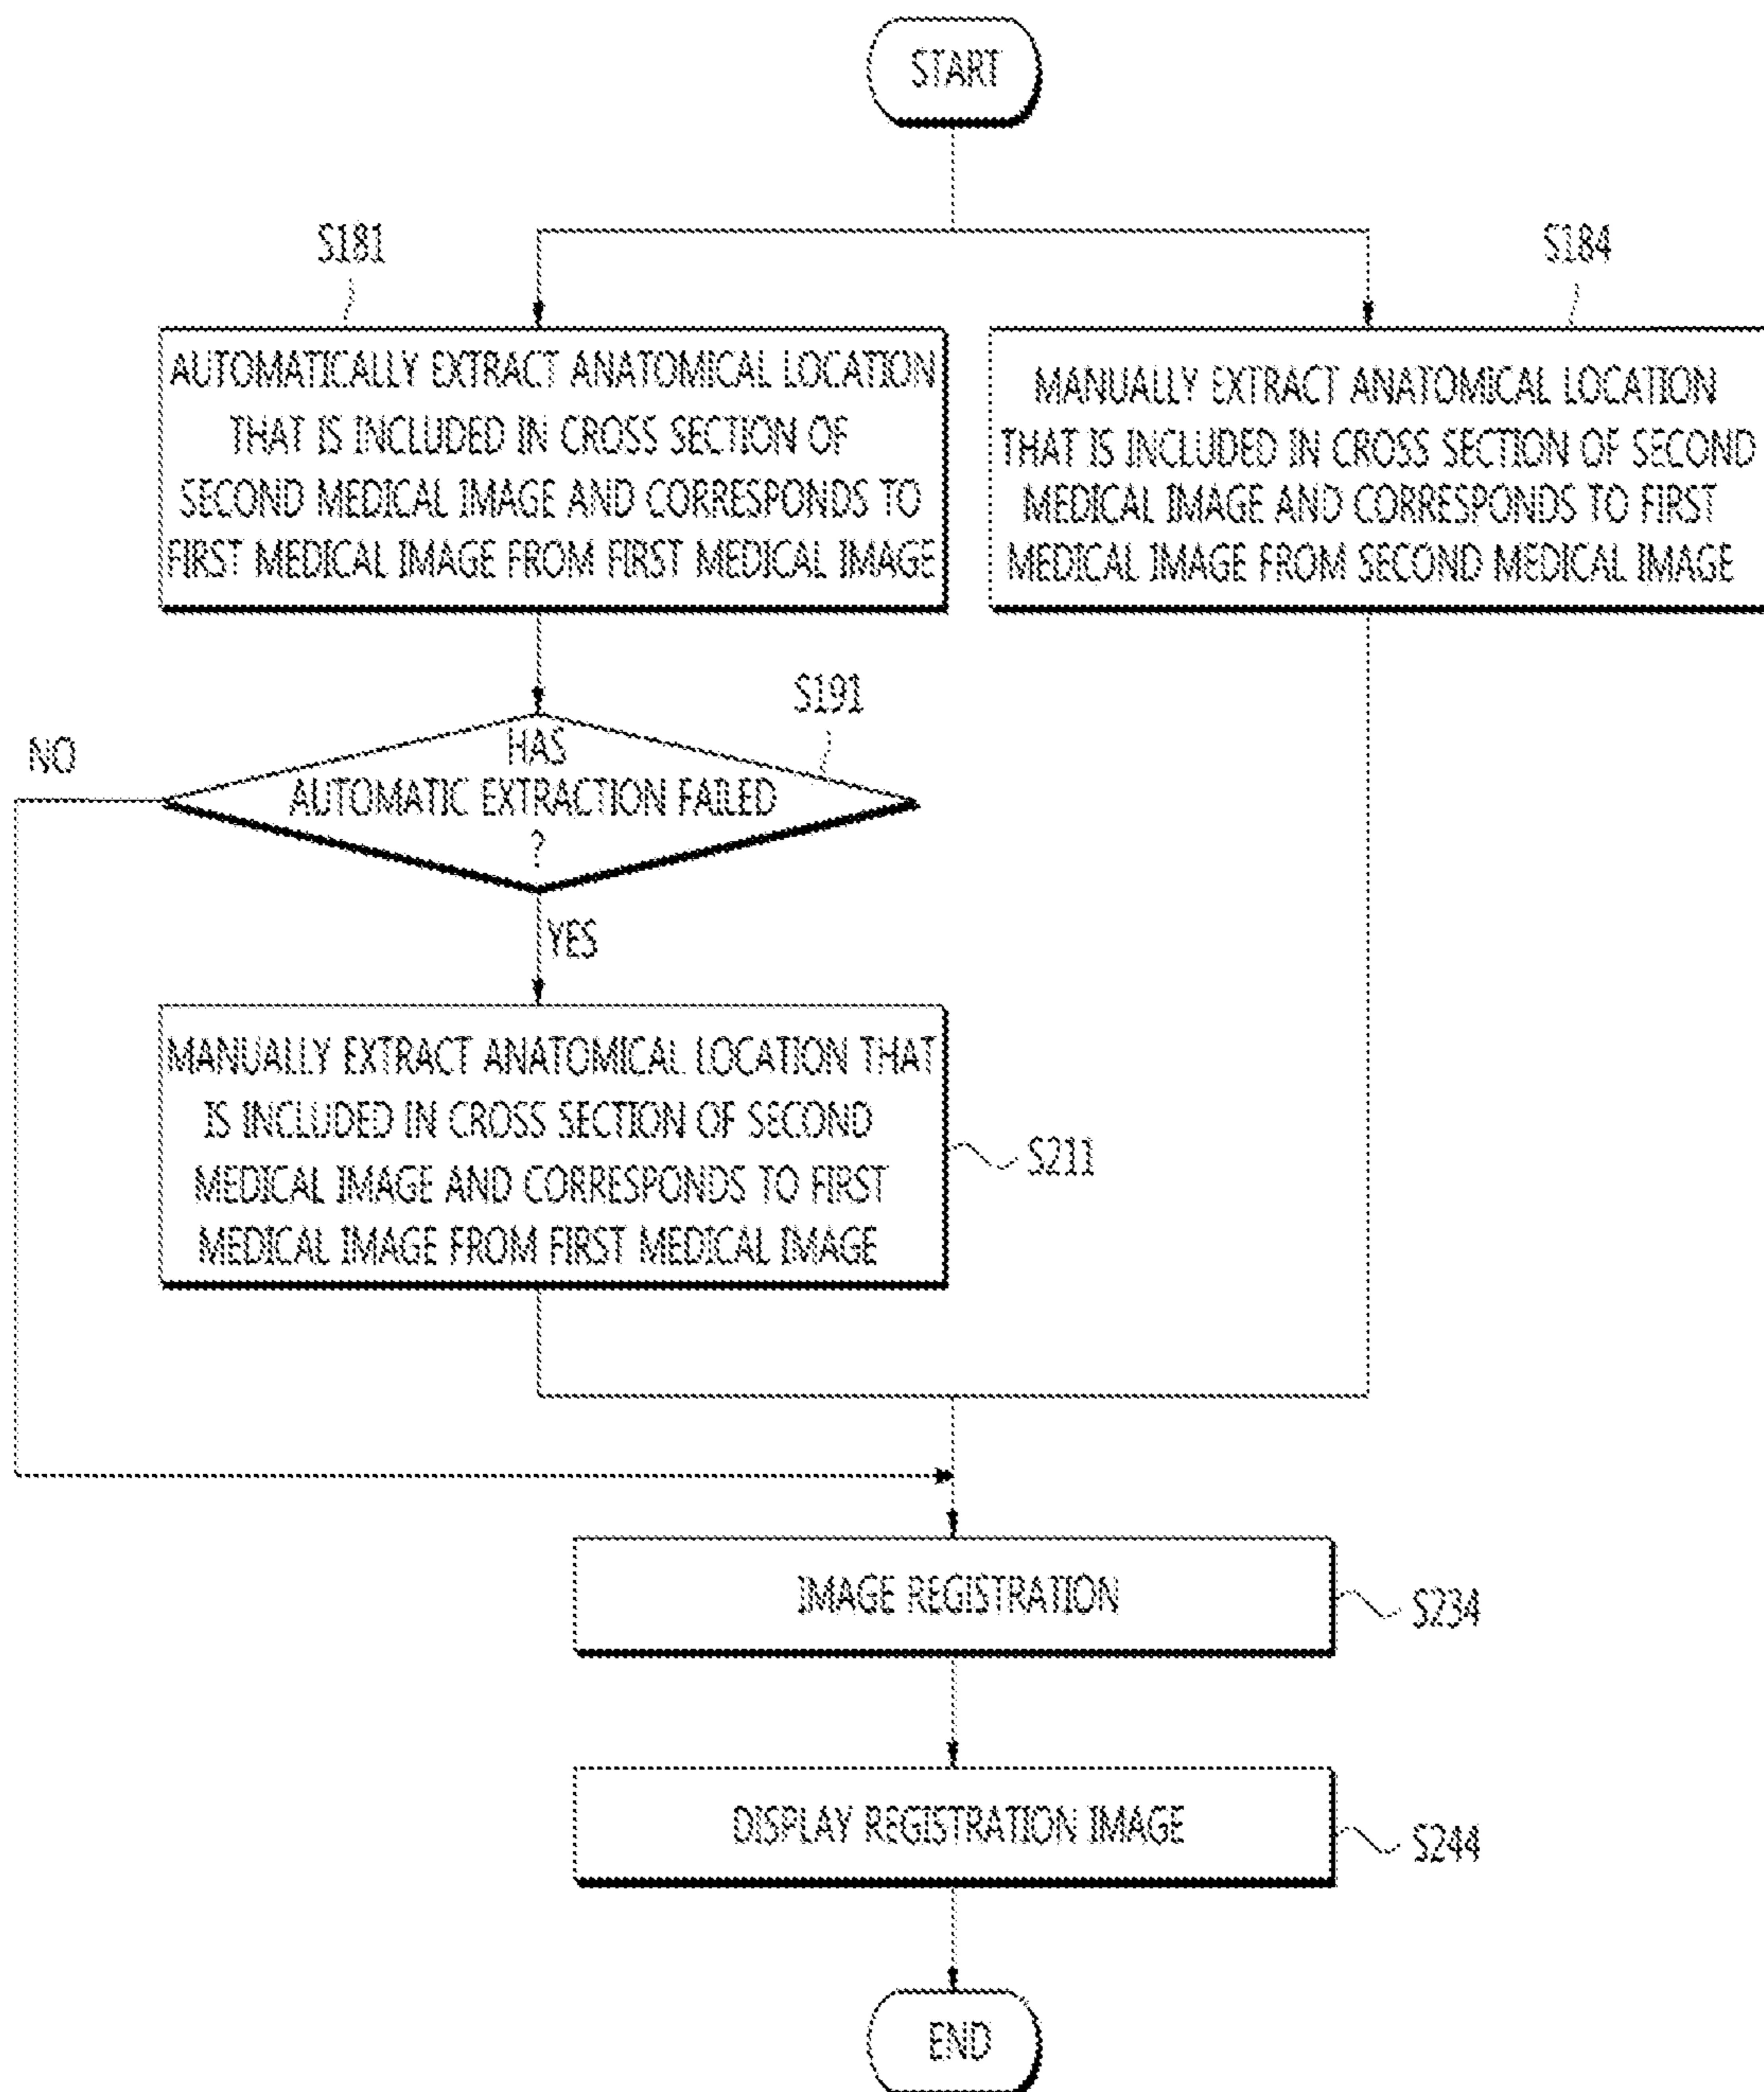 START
S181
S184
AUTOMATICALLY EXTRACT ANATOMICAL LOCATION
THAT IS INCLUDED IN CROSS SECTION OF
SECOND MEDICAL IMAGE AND CORRESPONDS TO
FIRST MEDICAL IMAGE FROM FIRST MEDICAL IMAGE
MANUALLY EXTRACT ANATOMICAL LOCATION
THAT IS INCLUDED IN CROSS SECTION OF SECOND
MEDICAL IMAGE AND CORRESPONDS TO FIRST
MEDICAL IMAGE FROM SECOND MEDICAL IMAGE
S191
NO
HAS
AUTOMATIC EXTRACTION FAILED
?
YES
MANUALLY EXTRACT ANATOMICAL LOCATION THAT
IS INCLUDED IN CROSS SECTION OF SECOND
MEDICAL IMAGE AND CORRESPONDS TO FIRST
MEDICAL IMAGE FROM FIRST MEDICAL IMAGE
S211
IMAGE REGISTRATION
S234
DISPLAY REGISTRATION IMAGE
S244
END